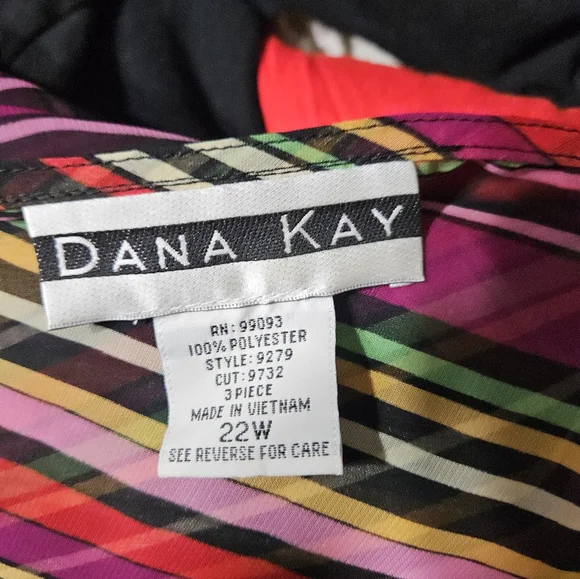 DANA KAY
RN: 99093
100% POLYESTER
STYLE: 9279
CUT: 9732
3 PIECE
MADE IN VIETNAM
22W
SEE REVERSE FOR CARE